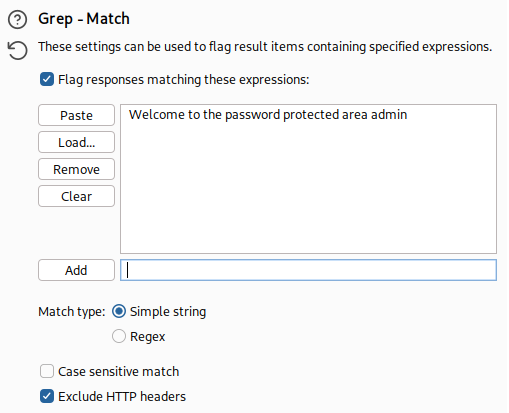 Grep - Match
These settings can be used to flag result items containing specified expressions.
Flag responses matching these expressions:
Paste
Welcome to the password protected area admin
Load...
Remove
Clear
Add
Match type:
Simple string
Regex
Case sensitive match
Exclude HTTP headers